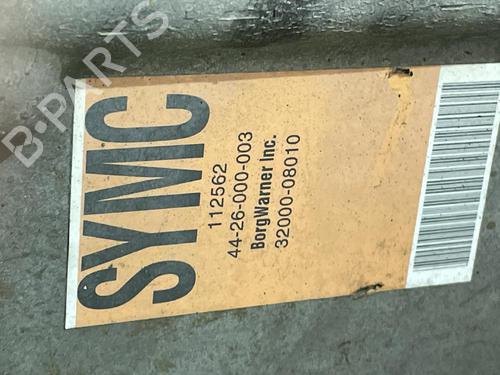 SYMC
112562
44-26-000-003
BorgWarner Inc.
32000-08010
B-PARTS